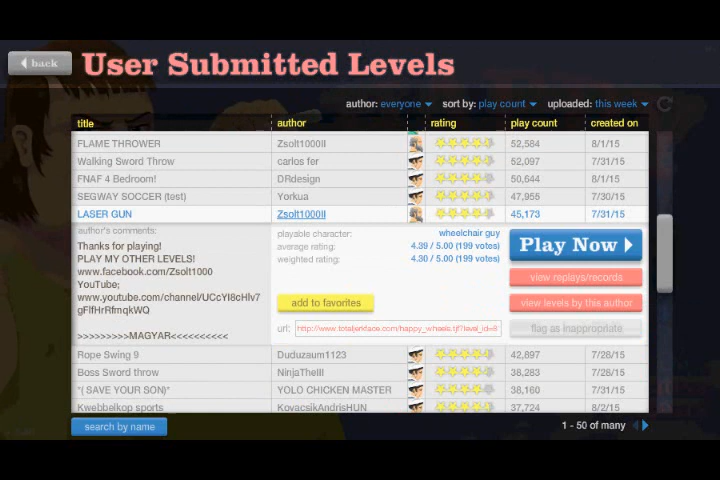 back
User Submitted Levels
author: everyone sort by: play count uploaded: this week
title author rating play count created on
FLAME THROWER Zsolt1000II 52,584 8/1/15
Walking Sword Throw carlos fer 52,097 7/31/15
FNAF 4 Bedroom! DRdesign 50,644 8/1/15
SEGWAY SOCCER (test) Yorkua 47,955 7/30/15
LASER GUN Zsolt1000II 45,173 7/31/15
author's comments:
Thanks for playing!
PLAY MY OTHER LEVELS!
www.facebook.com/Zsolt1000
YouTube;
www.youtube.com/channel/UCcYI8cHlv7
gFlfHrRfmqkWQ
>>>>>>>>>MAGYAR<<<<<<<<<<
playable character: wheelchair guy
average rating: 4.39 / 5.00 (199 votes)
weighted rating: 4.30 / 5.00 (199 votes)
add to favorites
url: http://www.totaljerkface.com/happy_wheels.tjf?level_id=8
Play Now
view replays/records
view levels by this author
flag as inappropriate
Rope Swing 9 Duduzaum1123 42,897 7/28/15
Boss Sword throw NinjaTheIII 38,283 7/28/15
*( SAVE YOUR SON)* YOLO CHICKEN MASTER 38,160 7/31/15
Kwebbelkop sports KovacsikAndrisHUN 37,724 8/2/15
search by name
1 - 50 of many